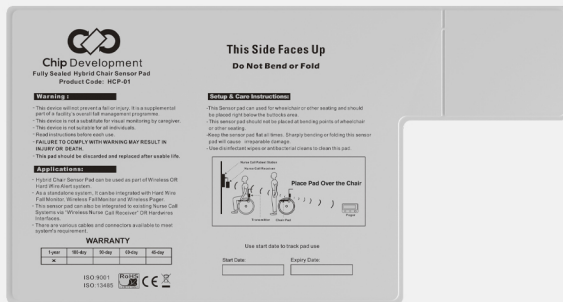 Chip Development
Fully Sealed Hybrid Chair Sensor Pad
Product Code: HCP-01
Warning :
- This device will not prevent a fall or injury. It is a supplemental
part of a facility's overall fall management programme.
- This device is not a substitute for visual monitoring by caregiver.
- This device is not suitable for all individuals.
- Read instructions before each use.
- FAILURE TO COMPLY WITH WARNING MAY RESULT IN
INJURY OR DEATH.
- This pad should be discarded and replaced after usable life.
Applications:
- Hybrid Chair Sensor Pad can be used as part of Wireless OR
Hard Wire Alert system.
- As a standalone system, it can be integrated with Hard Wire
Fall Monitor, Wireless Fall Monitor and Wireless Pager.
- This sensor pad can also be integrated to existing Nurse Call
Systems via "Wireless Nurse Call Receiver" OR Hardwires
Interfaces.
- There are various cables and connectors available to meet
system's requirement.
WARRANTY
1-year 180-day 90-day 60-day 45-day
×
ISO:9001
ISO:13485
RoHS
CE
This Side Faces Up
Do Not Bend or Fold
Setup & Care Instructions:
-This Sensor pad can used for wheelchair or other seating and should
be placed right below the buttocks area.
- This sensor pad should not be placed at bending points of wheelchair
or other seating.
-Keep the sensor pad flat at all times. Sharply bending or folding this sensor
pad will cause irreparable damage.
- Use disinfectant wipes or antibacterial cleans to clean this pad.
Nurse Call Receiver
Place Pad Over the Chair
Transmitter
Chair Pad
Pager
Use start date to track pad use
Start Date:
Expiry Date: